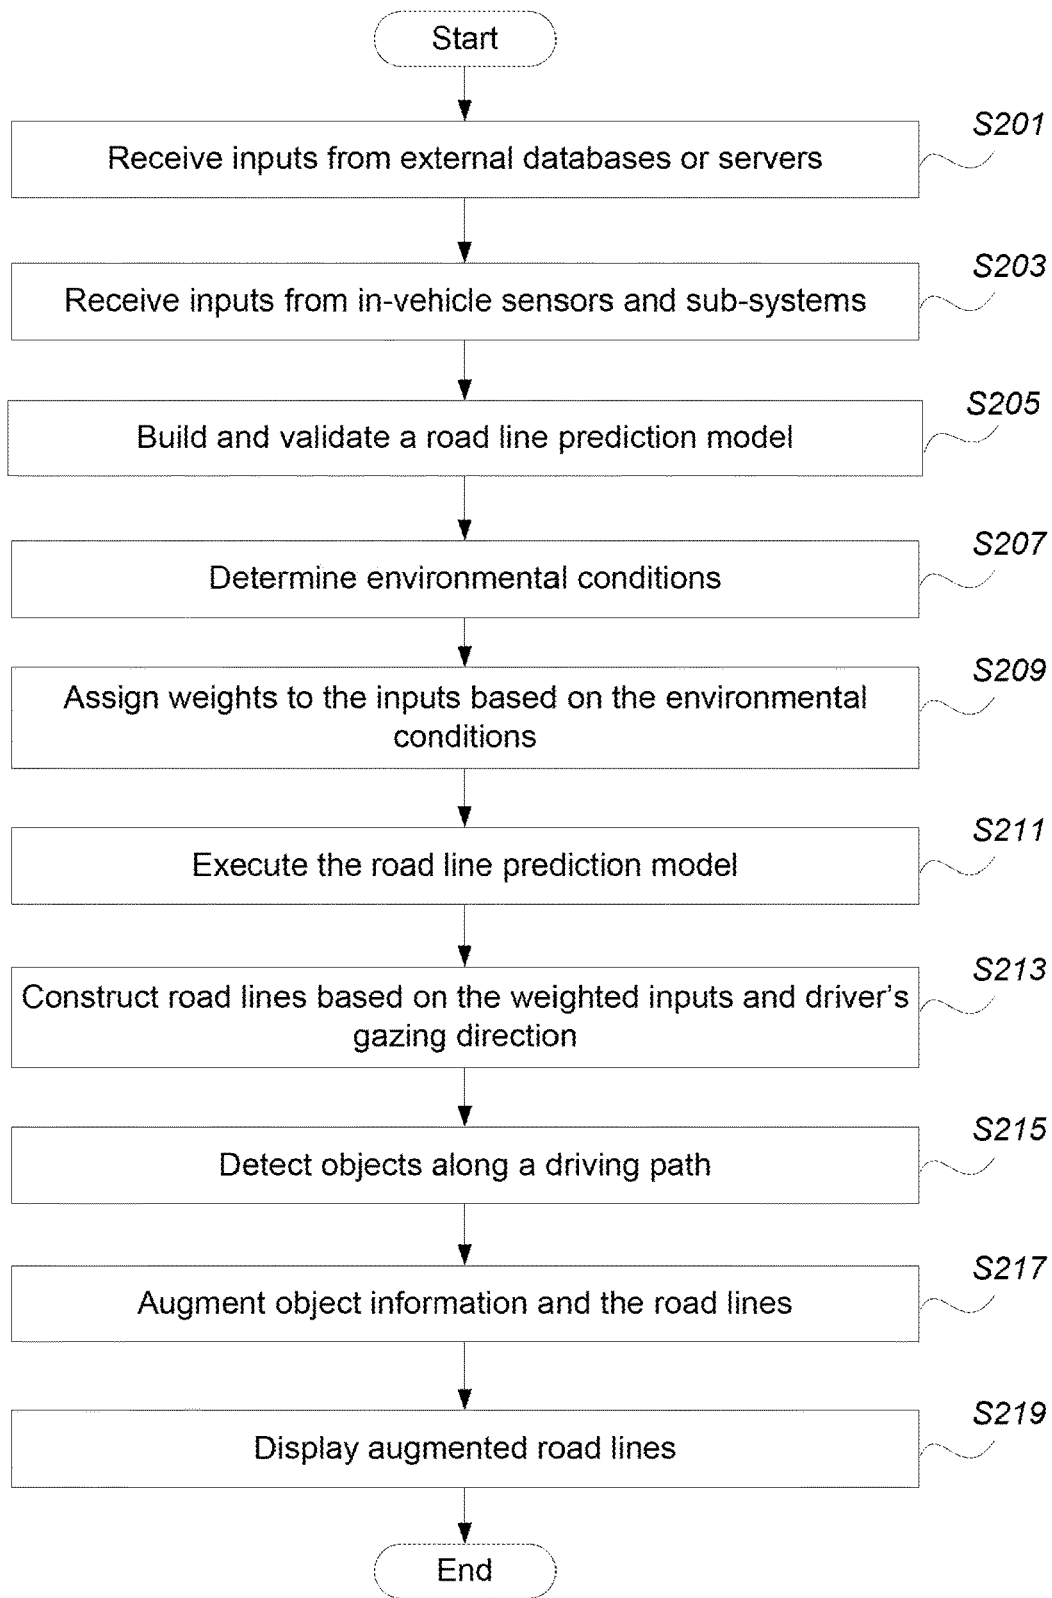 Start
S201
Receive inputs from external databases or servers
S203
Receive inputs from in-vehicle sensors and sub-systems
S205
Build and validate a road line prediction model
S207
Determine environmental conditions
S209
Assign weights to the inputs based on the environmental
conditions
S211
Execute the road line prediction model
S213
Construct road lines based on the weighted inputs and driver's
gazing direction
S215
Detect objects along a driving path
S217
Augment object information and the road lines
S219
Display augmented road lines
End